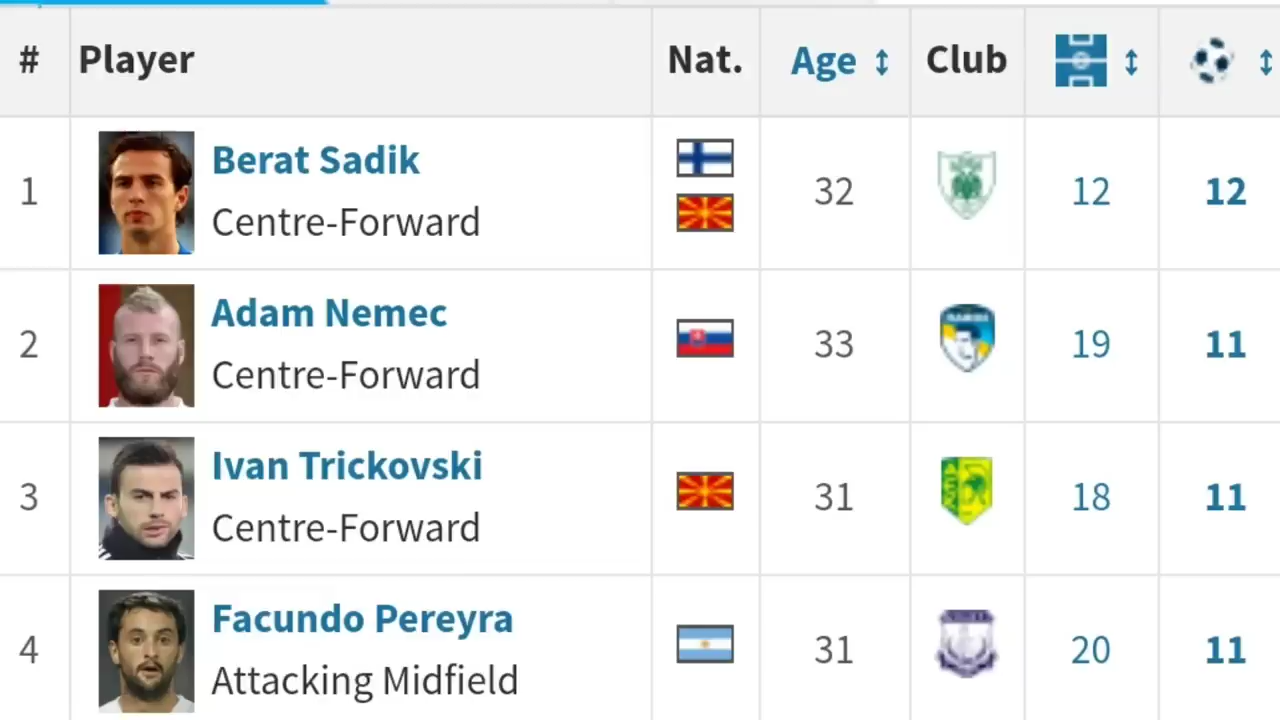 # Player Nat. Age Club
1 Berat Sadik 32 12 12
Centre-Forward
2 Adam Nemec 33 19 11
Centre-Forward
3 Ivan Trickovski 31 18 11
Centre-Forward
4 Facundo Pereyra 31 20 11
Attacking Midfield